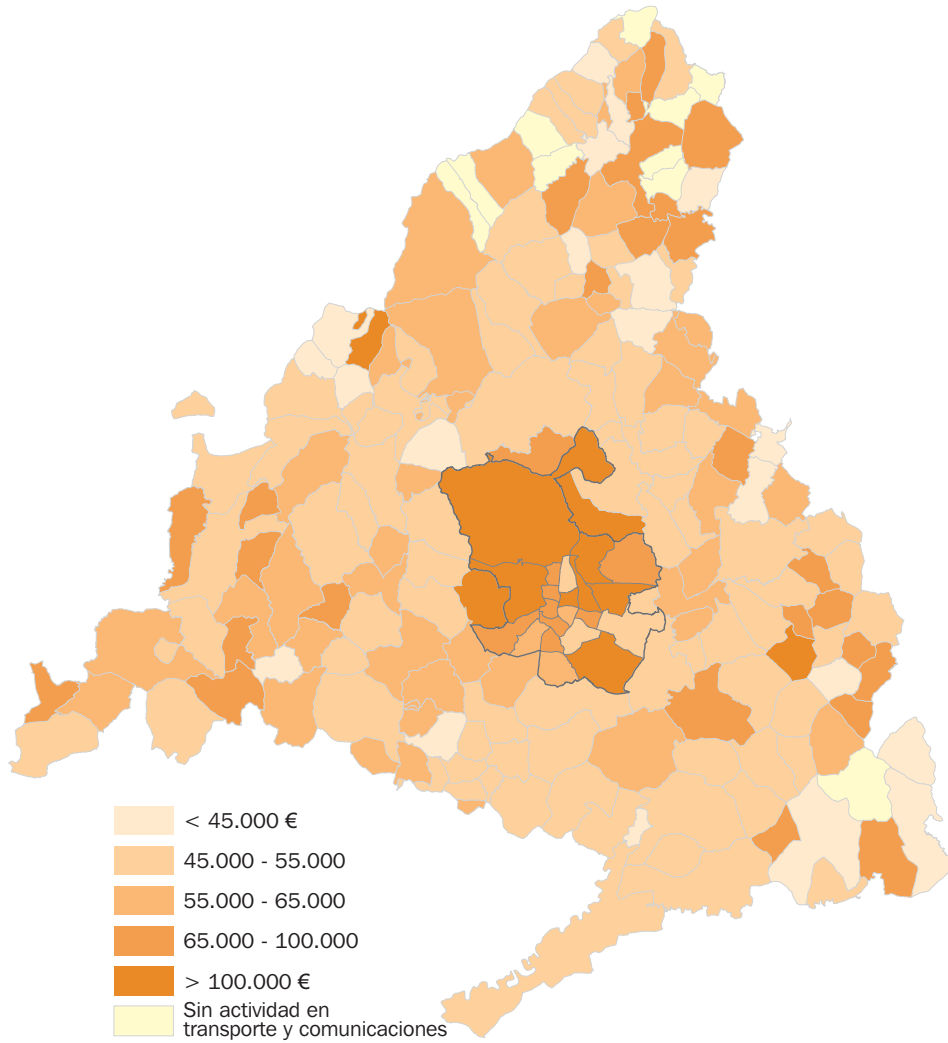 < 45.000 €
45.000 - 55.000
55.000 - 65.000
65.000 - 100.000
> 100.000 €
Sin actividad en
transporte y comunicaciones